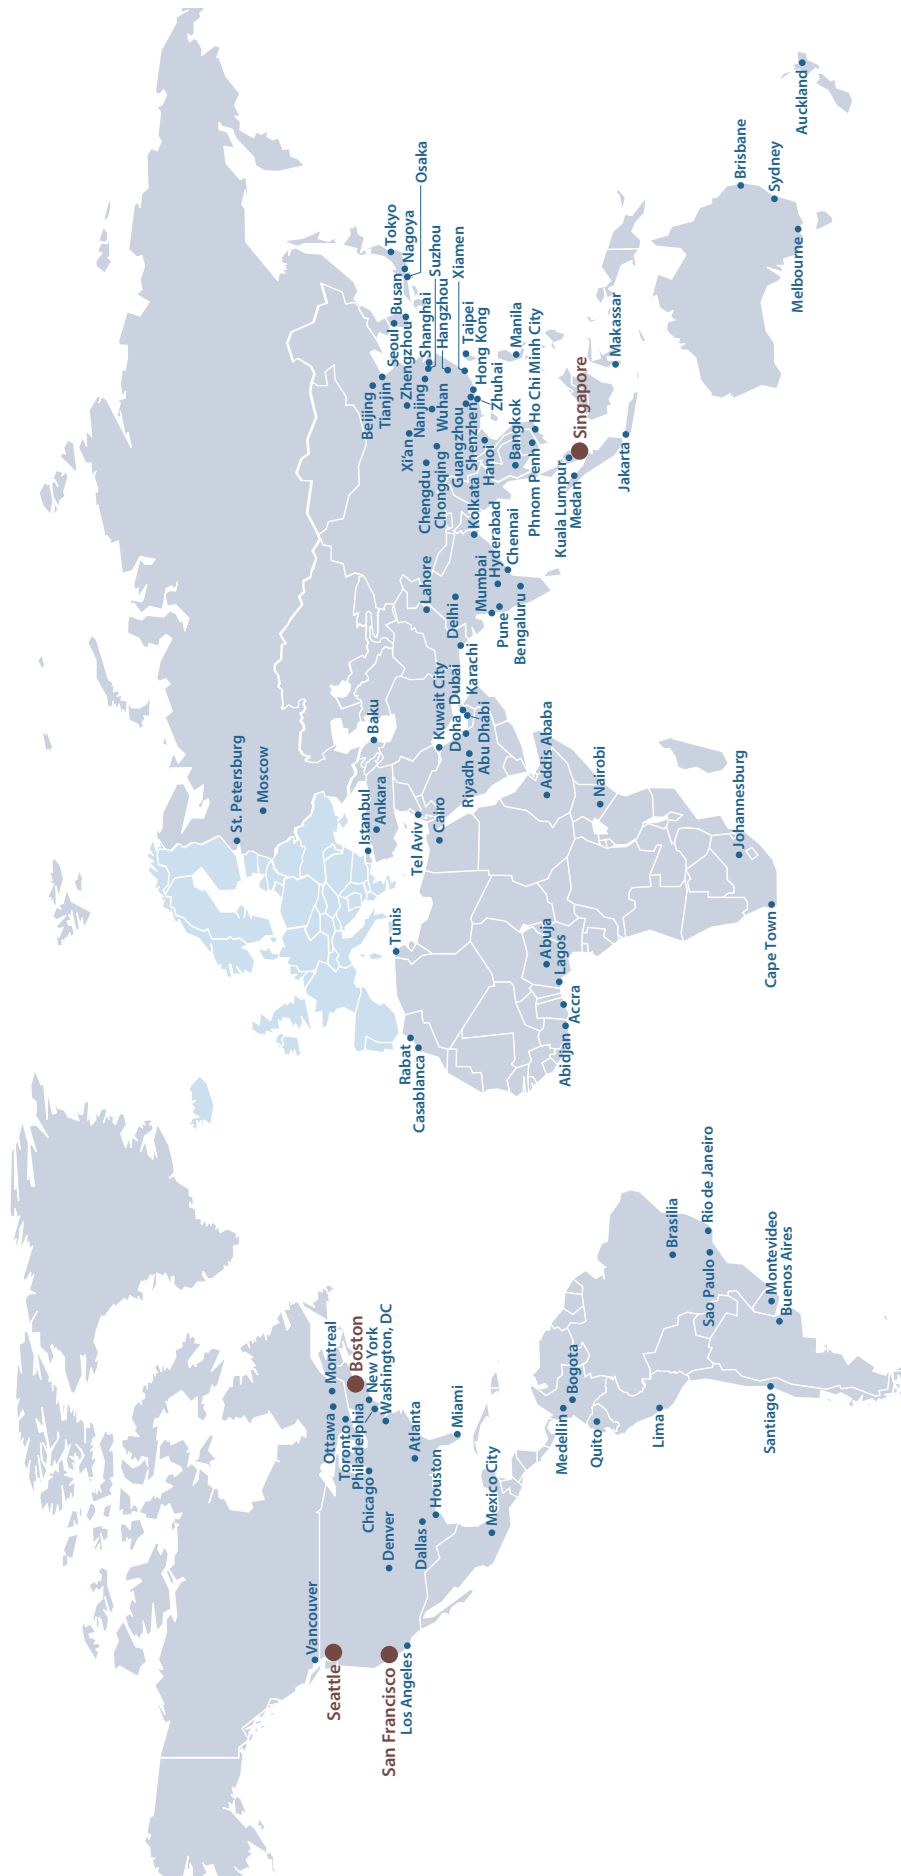 Vancouver
Seattle
San Francisco
Los Angeles
Denver
Dallas
Houston
Chicago
Atlanta
Miami
Ottawa
Montreal
Toronto
Boston
Philadelphia
New York
Washington, DC
Mexico City
Medellin
Bogota
Quito
Lima
Brasilia
Sao Paulo
Rio de Janeiro
Santiago
Montevideo
Buenos Aires
Rabat
Casablanca
Tunis
Abidjan
Accra
Lagos
Abuja
Cape Town
Johannesburg
Nairobi
Addis Ababa
Cairo
Tel Aviv
Istanbul
Ankara
St. Petersburg
Moscow
Baku
Kuwait City
Riyadh
Doha
Abu Dhabi
Dubai
Karachi
Lahore
Delhi
Mumbai
Pune
Hyderabad
Bengaluru
Chennai
Kolkata
Chengdu
Chongqing
Xi’an
Wuhan
Zhengzhou
Beijing
Tianjin
Nanjing
Shanghai
Suzhou
Hangzhou
Xiamen
Guangzhou
Shenzhen
Hong Kong
Zhuhai
Taipei
Seoul
Busan
Osaka
Nagoya
Tokyo
Hanoi
Bangkok
Phnom Penh
Ho Chi Minh City
Manila
Kuala Lumpur
Medan
Singapore
Jakarta
Makassar
Brisbane
Sydney
Melbourne
Auckland